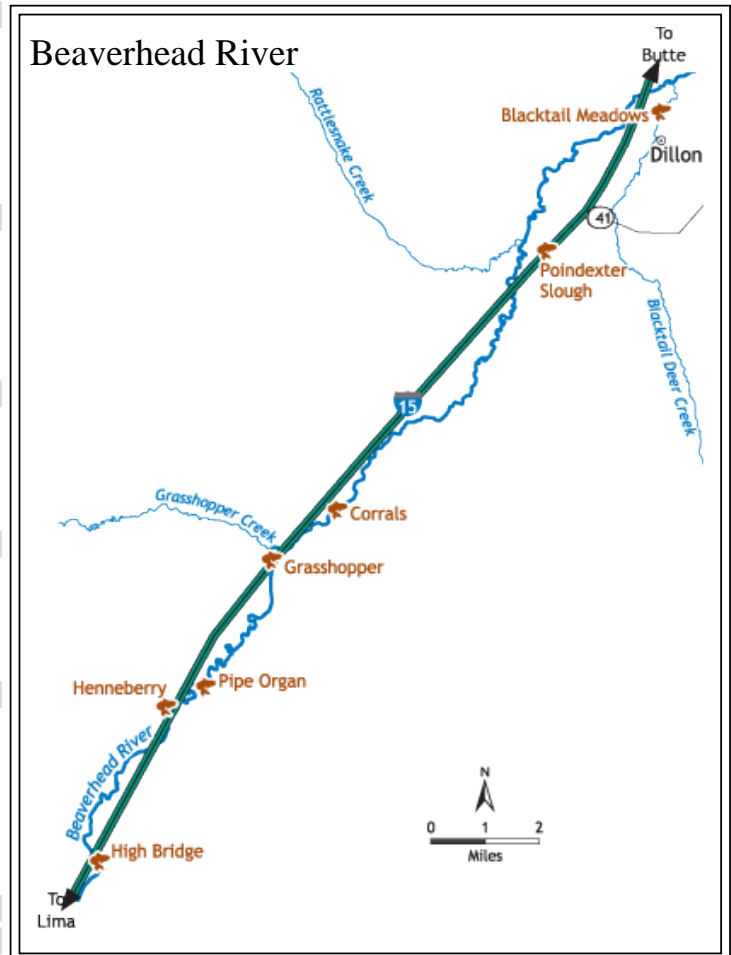 Beaverhead River
To
Butte
Rattlesnake Creek
Blacktail Meadows
Dillon
41
Poindexter
Slough
Blacktail Deer Creek
15
Grasshopper Creek
Corrals
Grasshopper
Henneberry
Pipe Organ
Beaverhead River
High Bridge
N
0 1 2
Miles
To
Lima